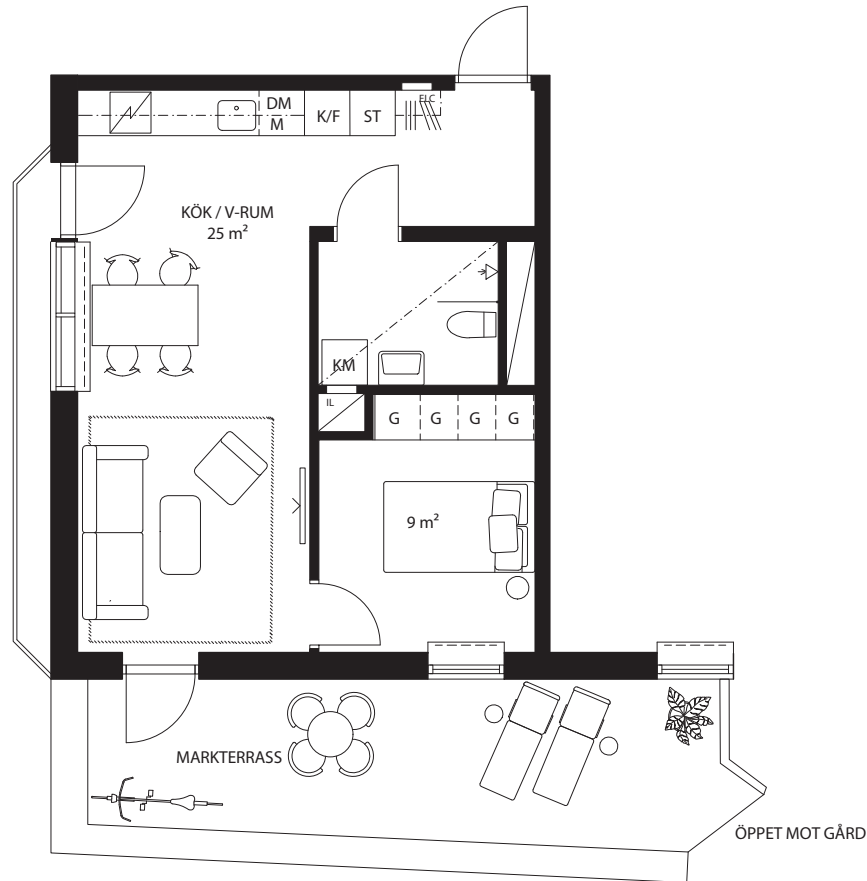 ELC
DM
M
K/F
ST
KÖK / V-RUM
25 m²
KM
IL
G
G
G
G
9 m²
MARKTERRASS
ÖPPET MOT GÅRD